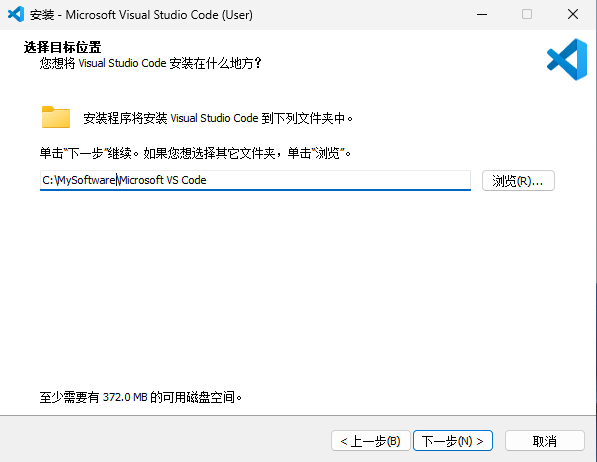 安装 - Microsoft Visual Studio Code (User)
选择目标位置
您想将 Visual Studio Code 安装在什么地方？
安装程序将安装 Visual Studio Code 到下列文件夹中。
单击“下一步”继续。如果您想选择其它文件夹，单击“浏览”。
C:\MySoftware\Microsoft VS Code
浏览(R)...
至少需要有 372.0 MB 的可用磁盘空间。
< 上一步(B)
下一步(N) >
取消